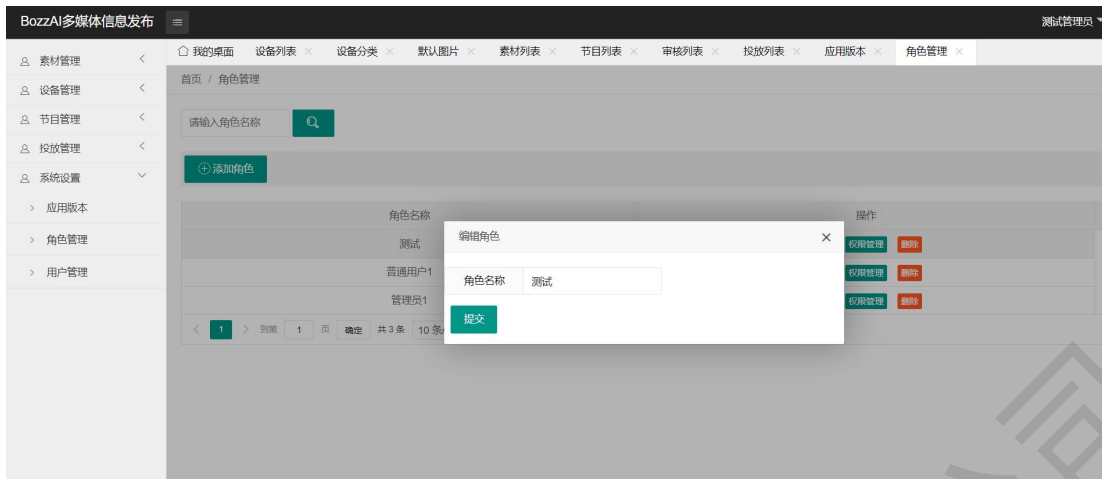 BozzAI多媒体信息发布
测试管理员
素材管理
设备管理
节目管理
投放管理
系统设置
应用版本
角色管理
用户管理
我的桌面 设备列表 设备分类 默认图片 素材列表 节目列表 审核列表 投放列表 应用版本 角色管理
首页 / 角色管理
请输入角色名称
添加角色
角色名称 操作
测试 权限管理 删除
普通用户1 权限管理 删除
管理员1 权限管理 删除
1 到第 1 页 确定 共 3 条 10 条
编辑角色
角色名称 测试
提交